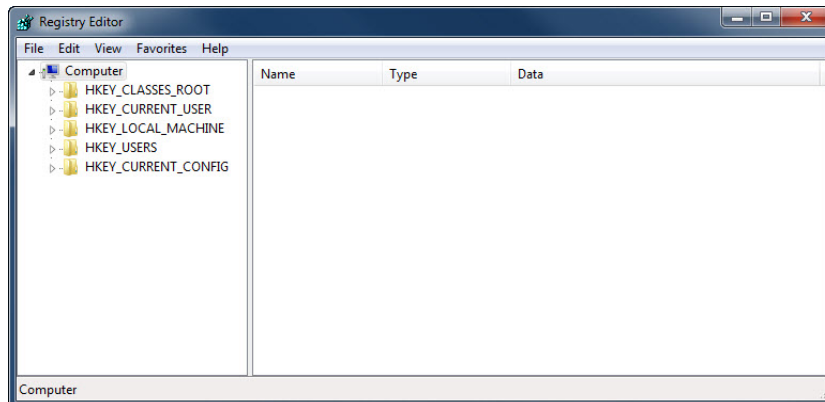 Registry Editor
File Edit View Favorites Help
Computer
HKEY_CLASSES_ROOT
HKEY_CURRENT_USER
HKEY_LOCAL_MACHINE
HKEY_USERS
HKEY_CURRENT_CONFIG
Name Type Data
Computer